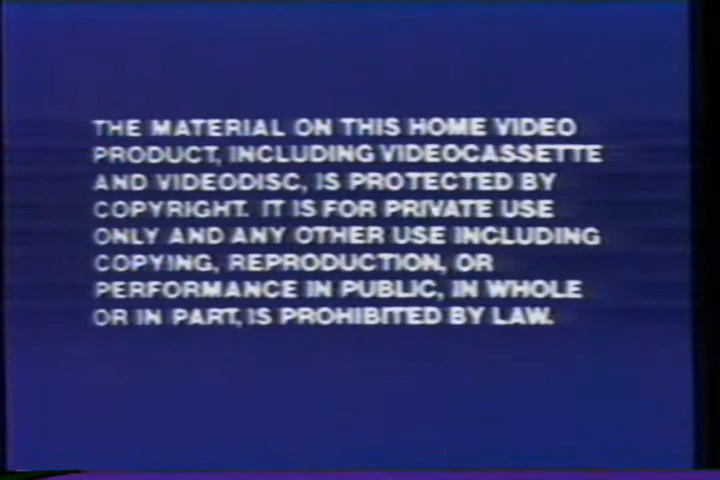 THE MATERIAL ON THIS HOME VIDEO
PRODUCT, INCLUDING VIDEOCASSETTE
AND VIDEODISC, IS PROTECTED BY
COPYRIGHT. IT IS FOR PRIVATE USE
ONLY AND ANY OTHER USE INCLUDING
COPYING, REPRODUCTION, OR
PERFORMANCE IN PUBLIC, IN WHOLE
OR IN PART, IS PROHIBITED BY LAW.